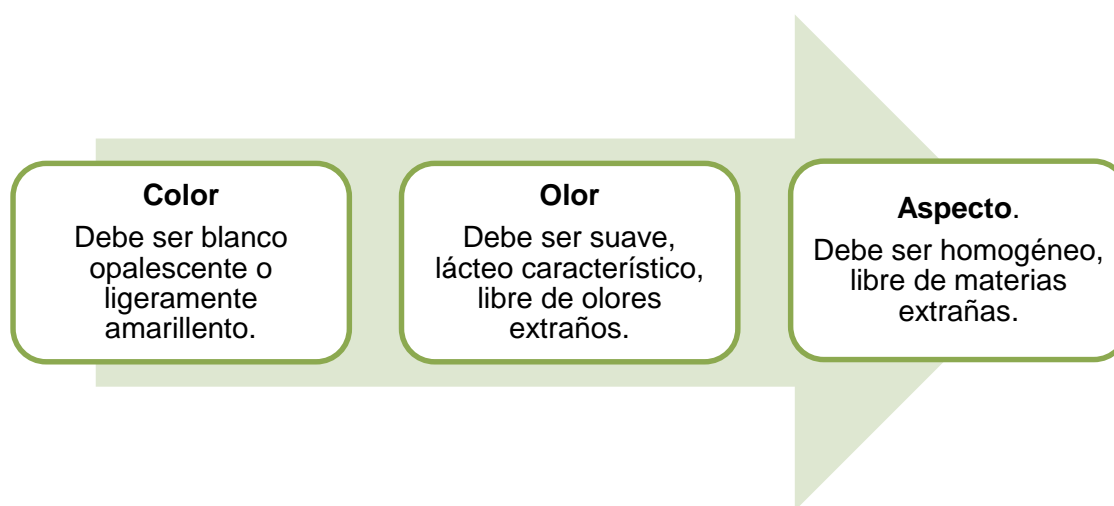 Color
Debe ser blanco
opalescente o
ligeramente
amarillento.
Olor
Debe ser suave,
lácteo característico,
libre de olores
extraños.
Aspecto.
Debe ser homogéneo,
libre de materias
extrañas.